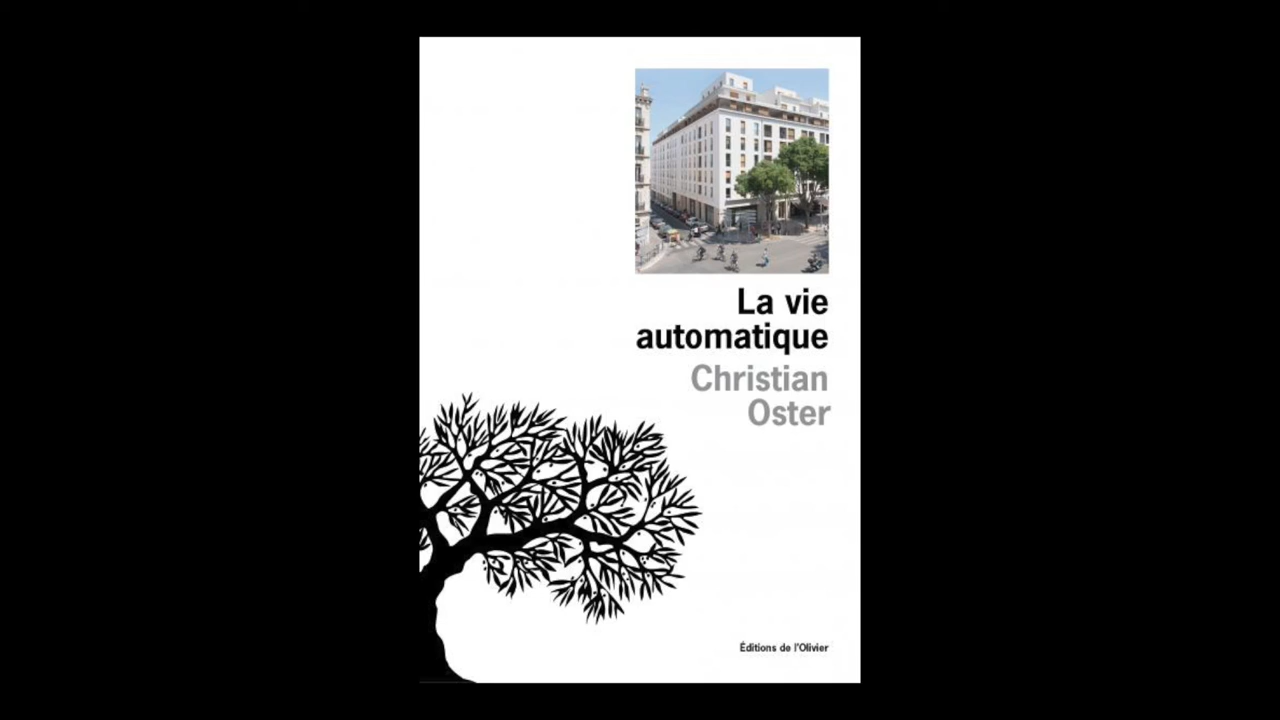 La vie
automatique
Christian
Oster
Éditions de l'Olivier